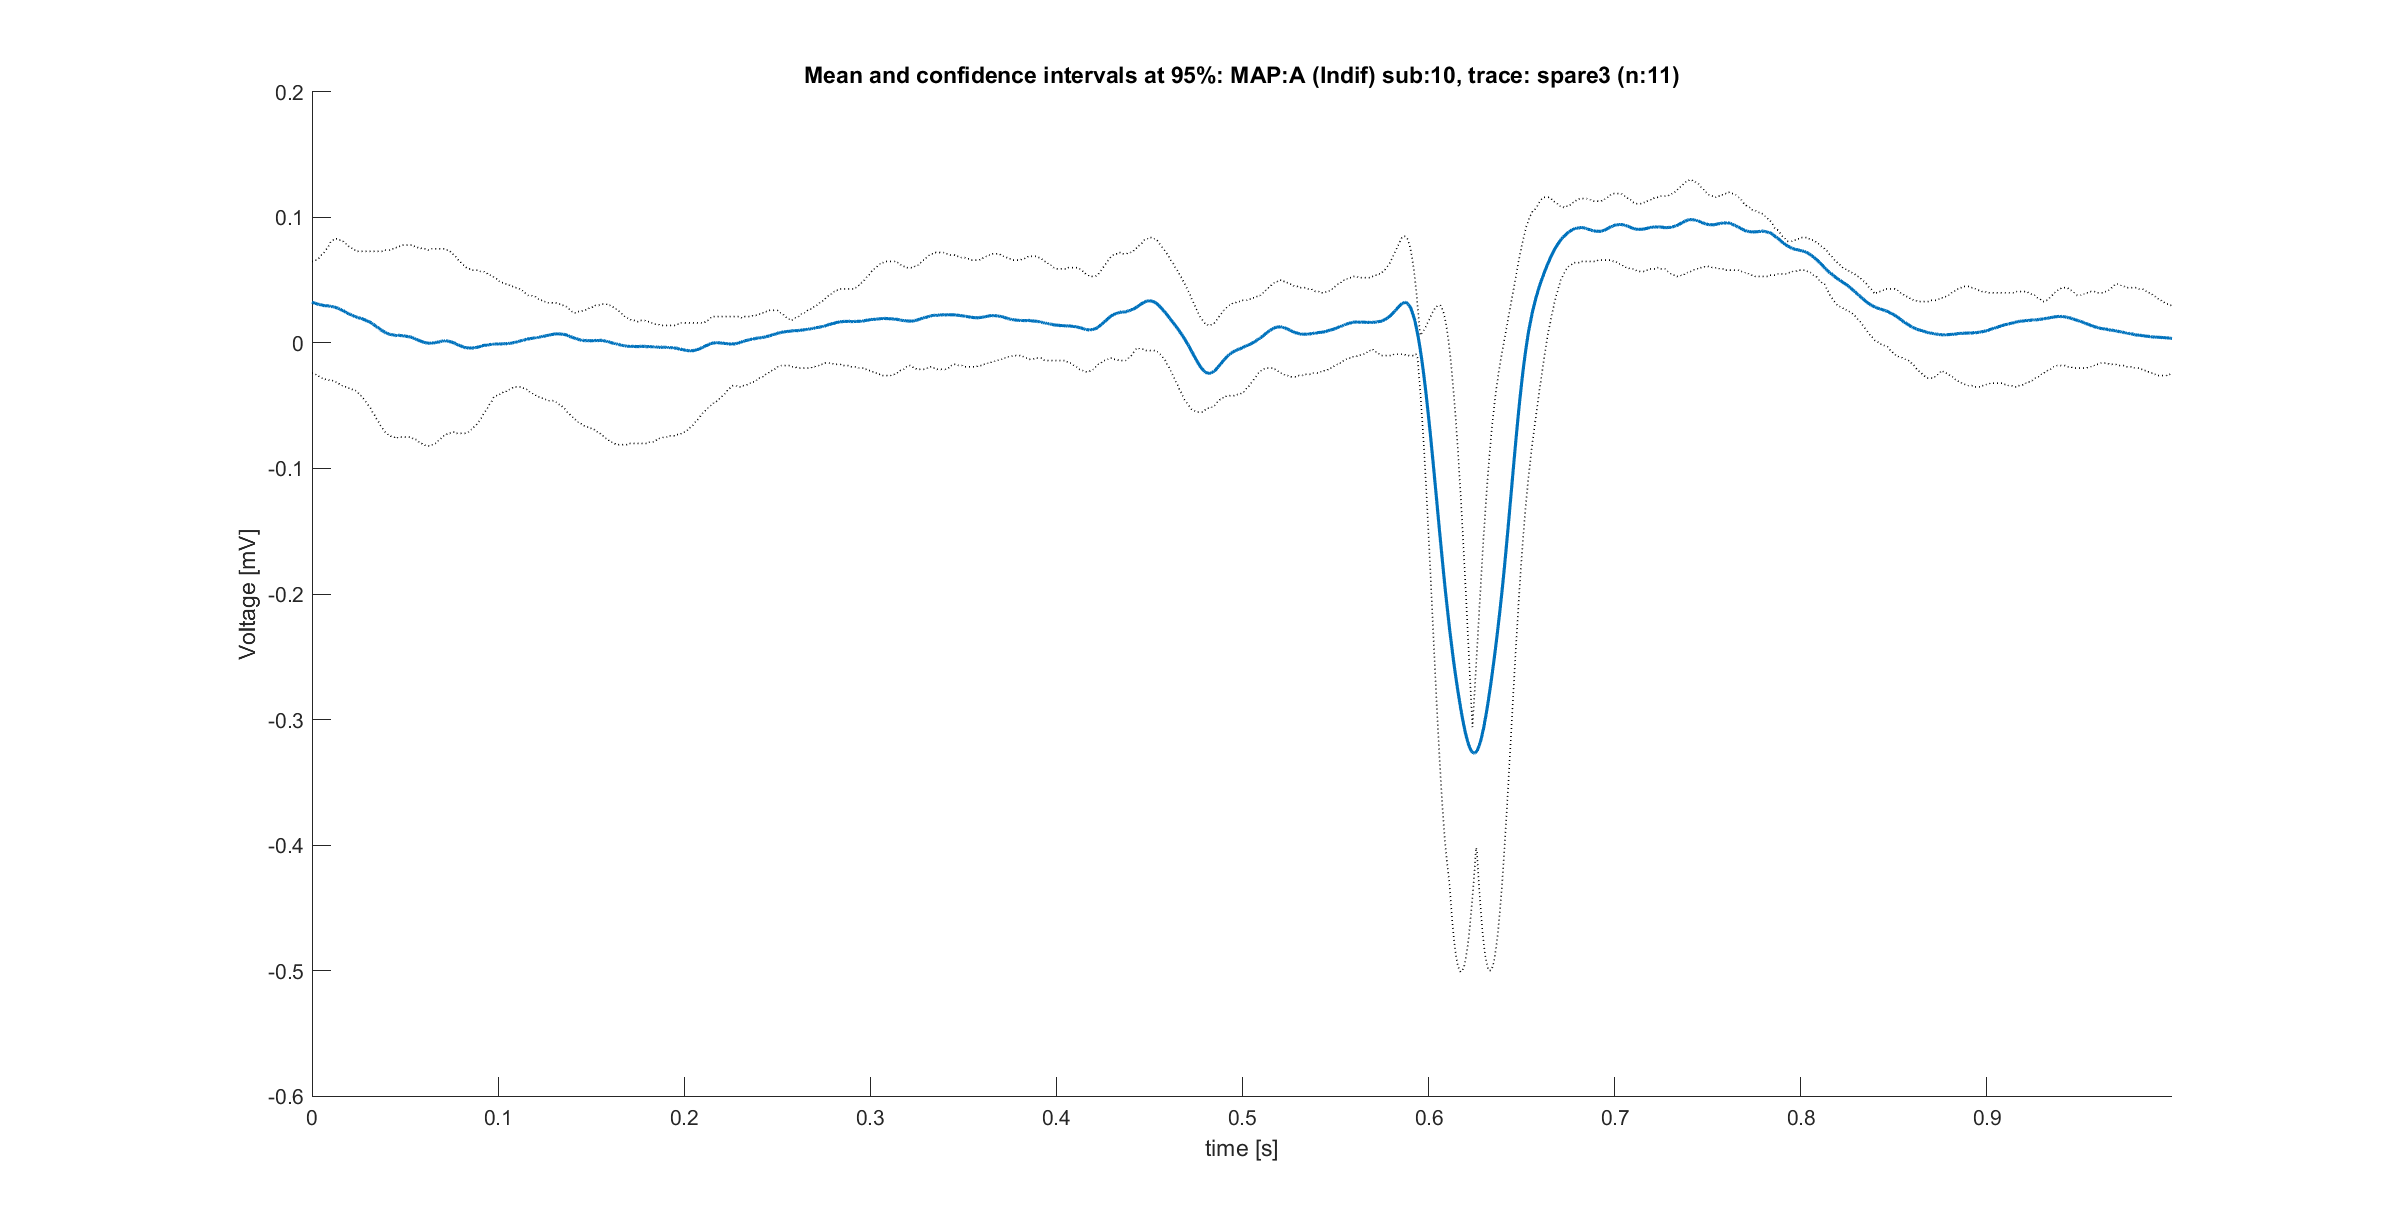 Mean and confidence intervals at 95%: MAP:A (Indif) sub:10, trace: spare3 (n:11)
0.2
0.1
0
-0.1
-0.2
-0.3
-0.4
-0.5
-0.6
Voltage [mV]
0 0.1 0.2 0.3 0.4 0.5 0.6 0.7 0.8 0.9
time [s]